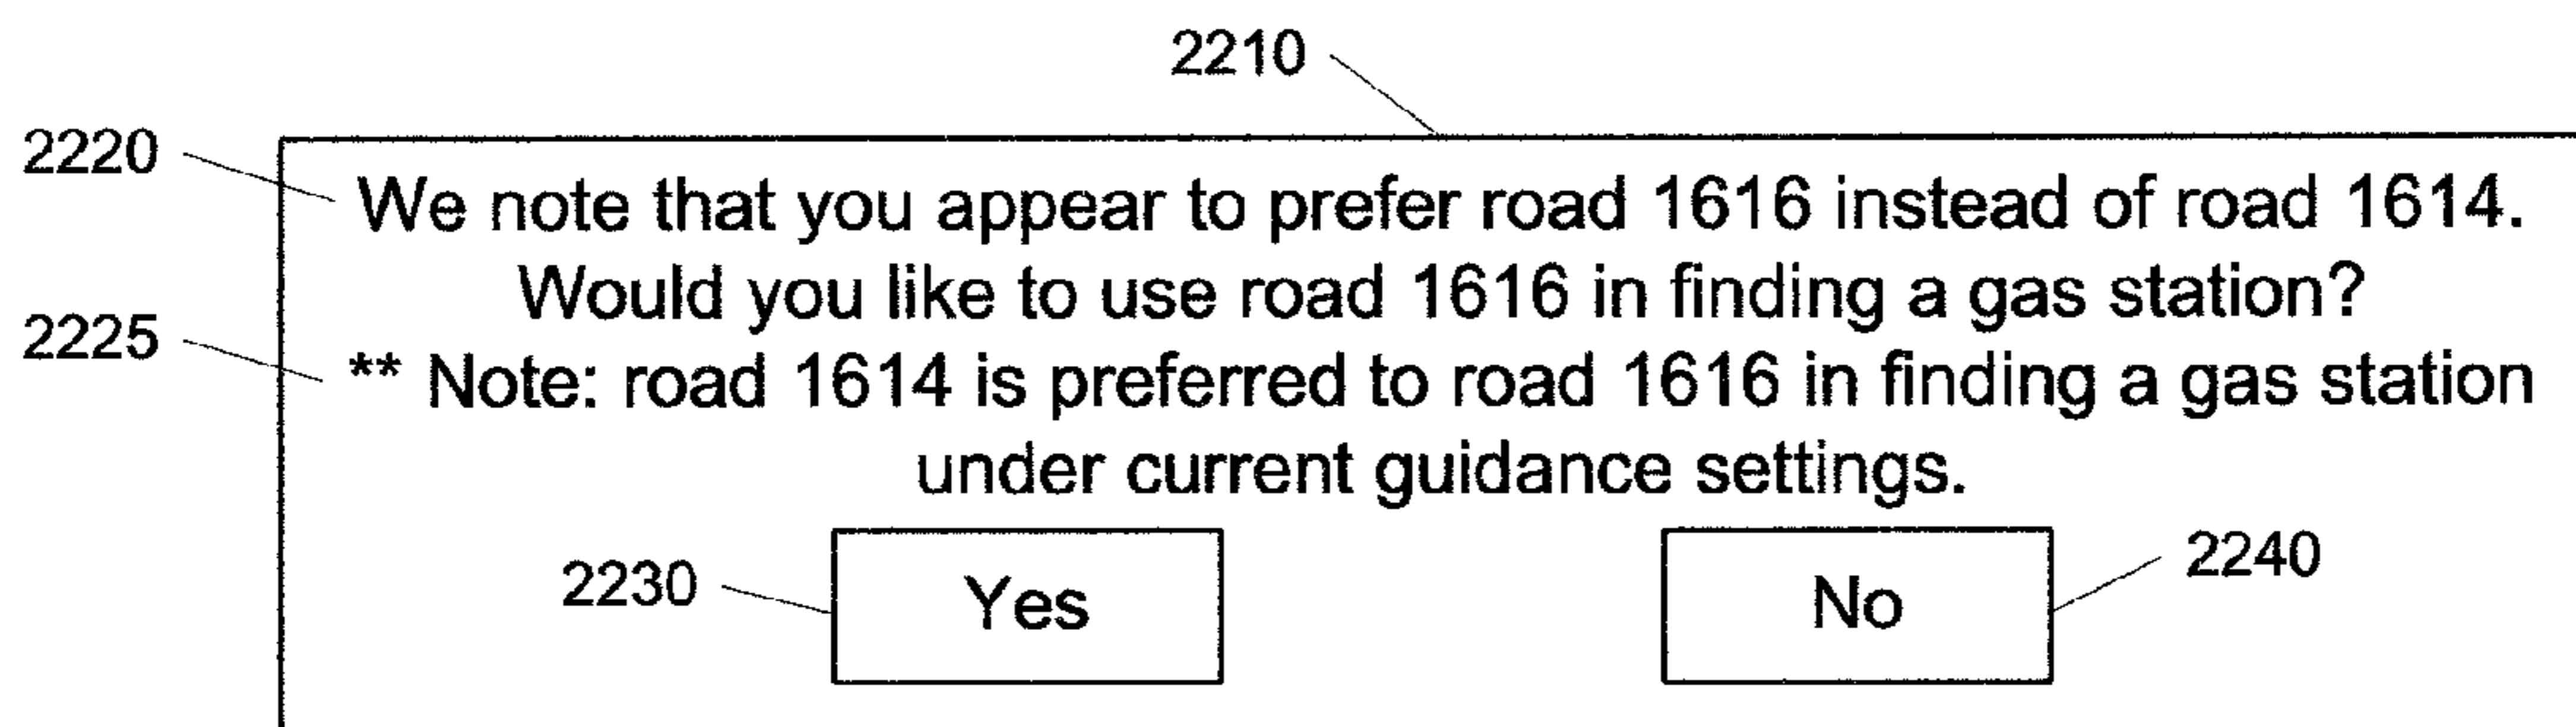 2210
2220
We note that you appear to prefer road 1616 instead of road 1614.
Would you like to use road 1616 in finding a gas station?
2225
** Note: road 1614 is preferred to road 1616 in finding a gas station
under current guidance settings.
2230
Yes
No
2240